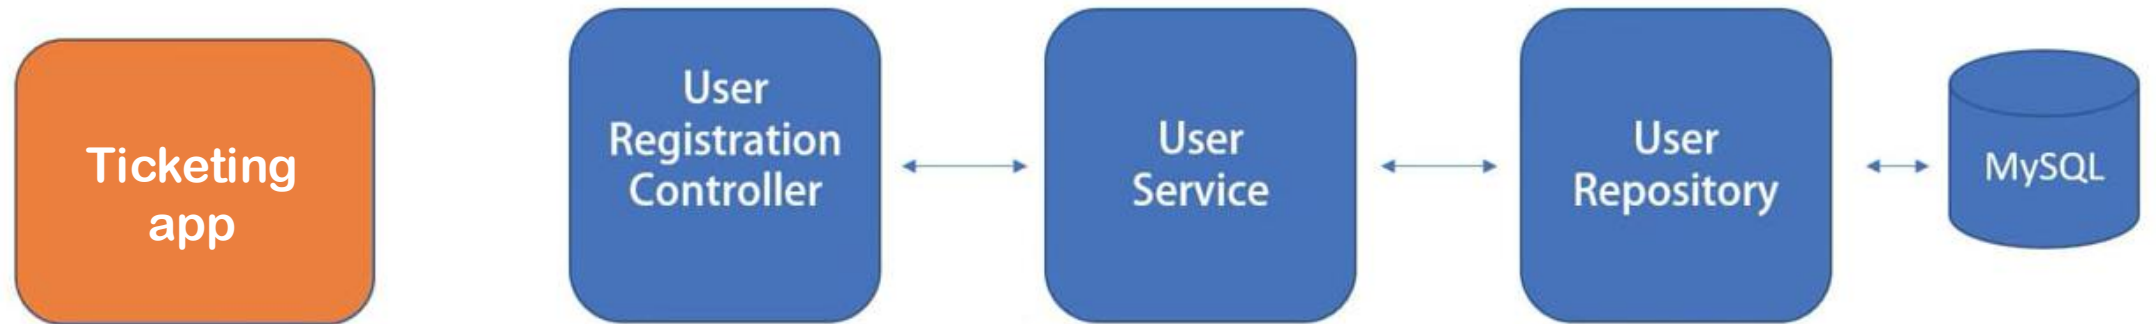 Ticketing
app
User
Registration
Controller
User
Service
User
Repository
MySQL